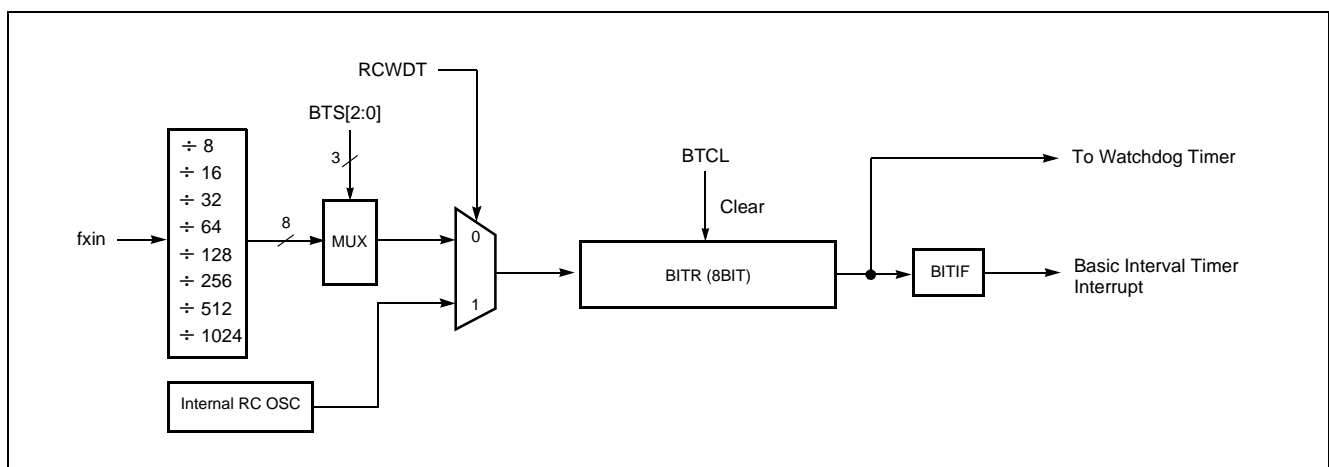 RCWDT
BTS[2:0]
3
÷ 8
÷ 16
÷ 32
÷ 64
÷ 128
÷ 256
÷ 512
÷ 1024
fxin
8
MUX
0
1
Internal RC OSC
BTCL
Clear
BITR (8BIT)
To Watchdog Timer
BITIF
Basic Interval Timer
Interrupt